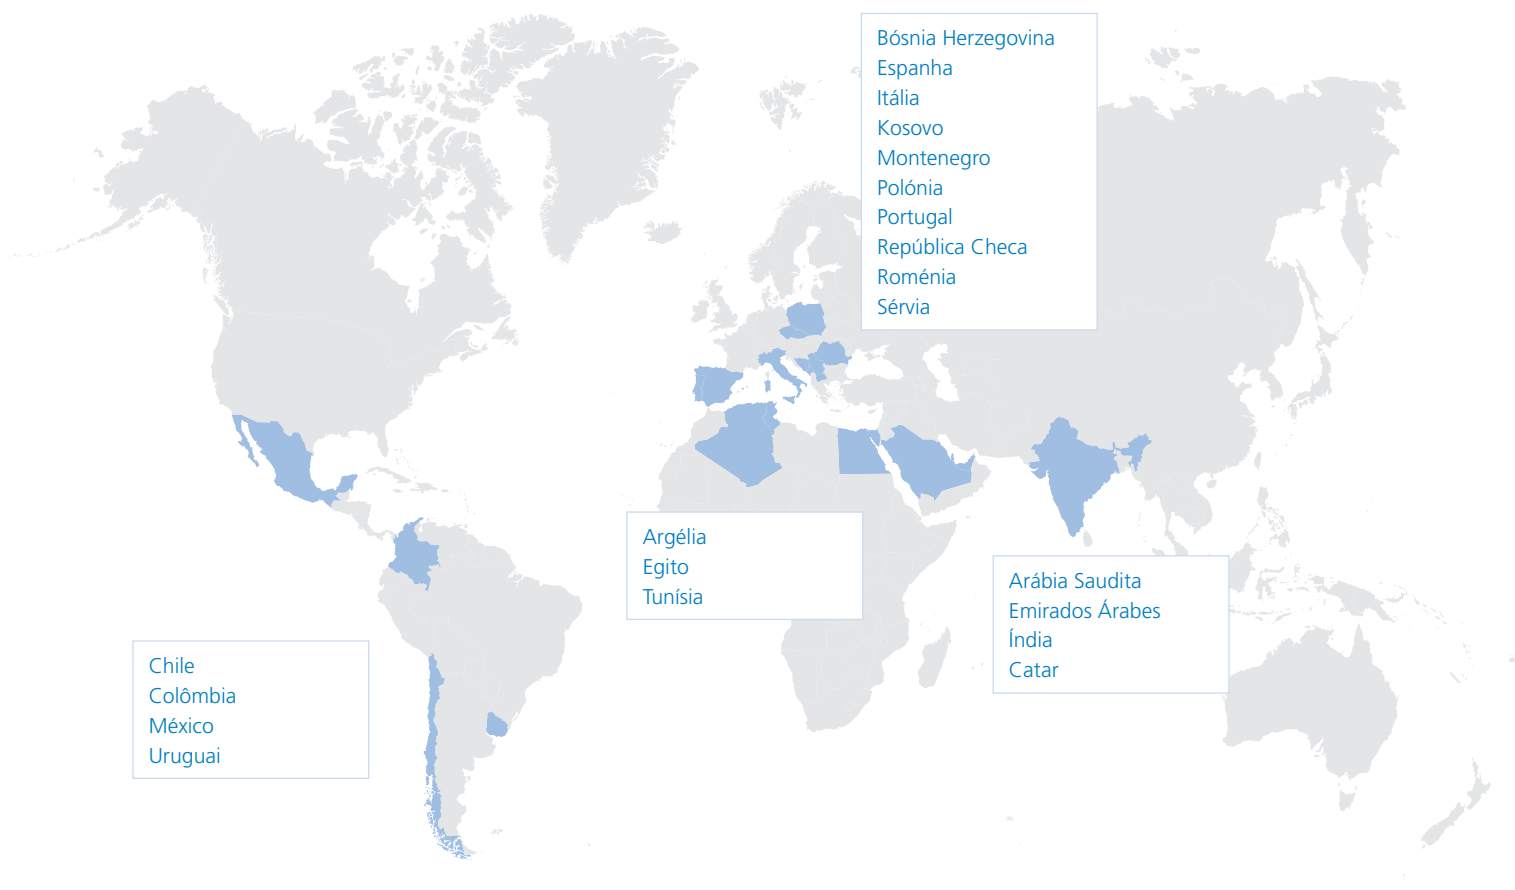 Bósnia Herzegovina
Espanha
Itália
Kosovo
Montenegro
Polónia
Portugal
República Checa
Roménia
Sérvia
Argélia
Egito
Tunísia
Arábia Saudita
Emirados Árabes
Índia
Catar
Chile
Colômbia
México
Uruguai